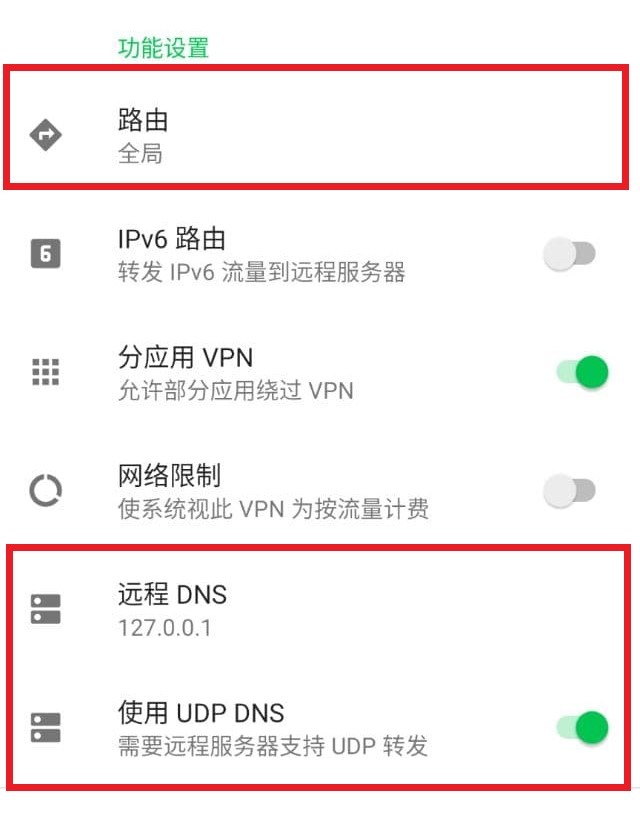 功能设置
路由
全局
6
IPv6 路由
转发 IPv6 流量到远程服务器
分应用 VPN
允许部分应用绕过 VPN
网络限制
使系统视此 VPN 为按流量计费
远程 DNS
127.0.0.1
使用 UDP DNS
需要远程服务器支持 UDP 转发